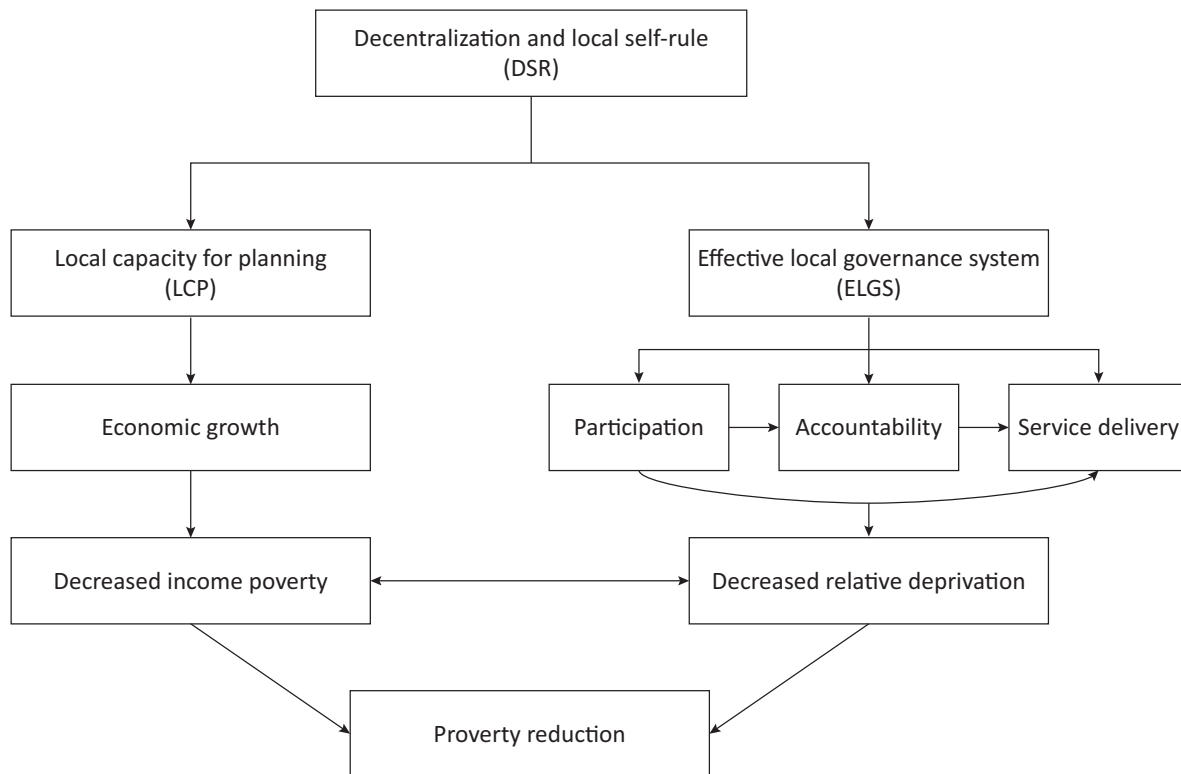 Decentralization and local self-rule
(DSR)
Local capacity for planning
(LCP)
Effective local governance system
(ELGS)
Economic growth
Participation
Accountability
Service delivery
Decreased income poverty
Decreased relative deprivation
Proverty reduction